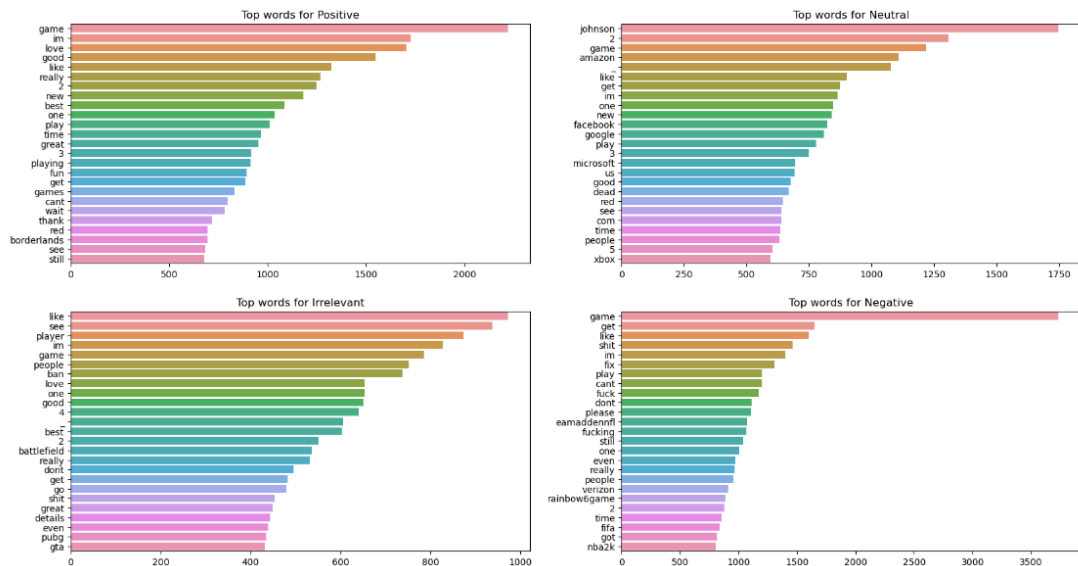 Top words for Positive
game
im
love
good
like
really
2
new
best
one
play
time
great
3
playing
fun
get
games
cant
wait
thank
red
borderlands
see
still
0 500 1000 1500 2000
Top words for Neutral
johnson
2
game
amazon
_
like
get
im
one
new
facebook
google
play
3
microsoft
us
good
dead
red
see
com
time
people
5
xbox
0 250 500 750 1000 1250 1500 1750
Top words for Irrelevant
like
see
player
im
game
people
ban
love
one
good
4
_
best
2
battlefield
really
dont
get
go
shit
great
details
even
pubg
gta
0 200 400 600 800 1000
Top words for Negative
game
get
like
shit
im
fix
play
cant
fuck
dont
please
eamaddennfl
fucking
still
one
even
really
people
verizon
rainbow6game
2
time
fifa
got
nba2k
0 500 1000 1500 2000 2500 3000 3500